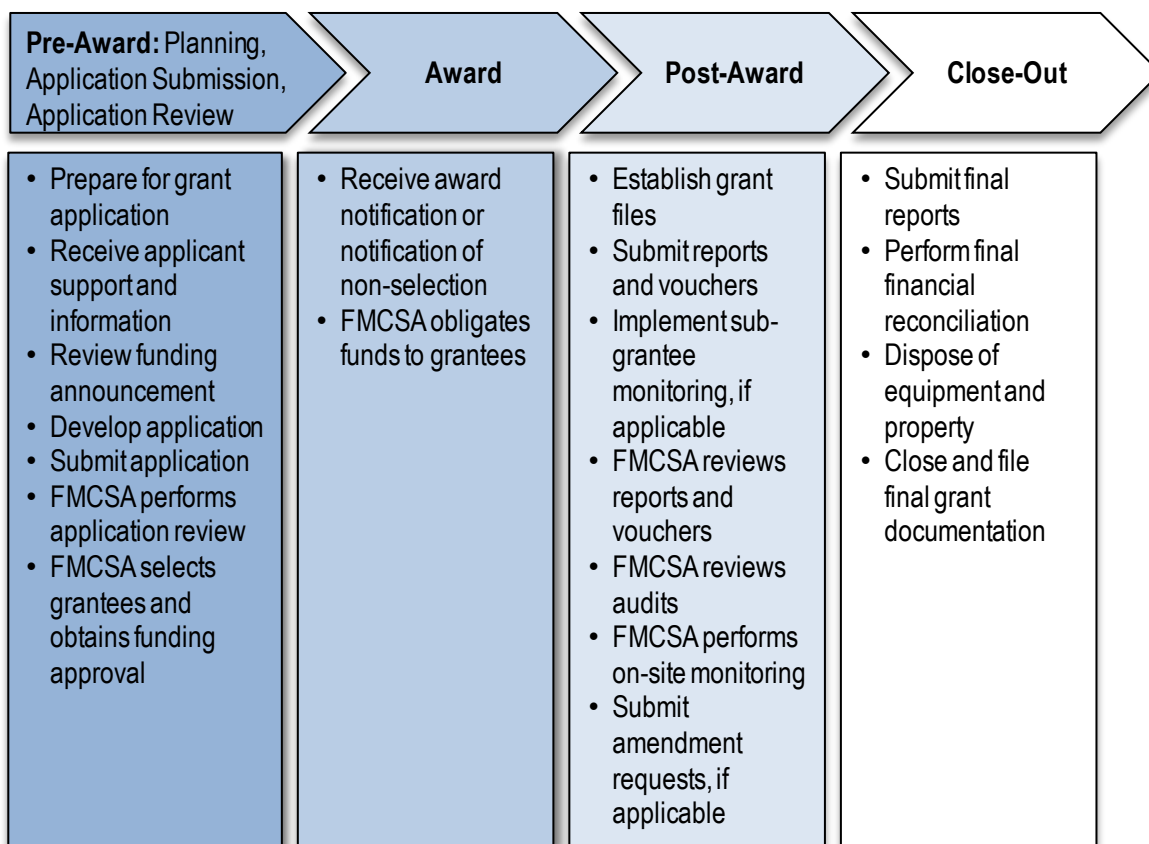 Pre-Award: Planning,
Application Submission,
Application Review
Award
Post-Award
Close-Out
• Prepare for grant
application
• Receive applicant
support and
information
• Review funding
announcement
• Develop application
• Submit application
• FMCSA performs
application review
• FMCSA selects
grantees and
obtains funding
approval
• Receive award
notification or
notification of
non-selection
• FMCSA obligates
funds to grantees
• Establish grant
files
• Submit reports
and vouchers
• Implement sub-
grantee
monitoring, if
applicable
• FMCSA reviews
reports and
vouchers
• FMCSA reviews
audits
• FMCSA performs
on-site monitoring
• Submit
amendment
requests, if
applicable
• Submit final
reports
• Perform final
financial
reconciliation
• Dispose of
equipment and
property
• Close and file
final grant
documentation